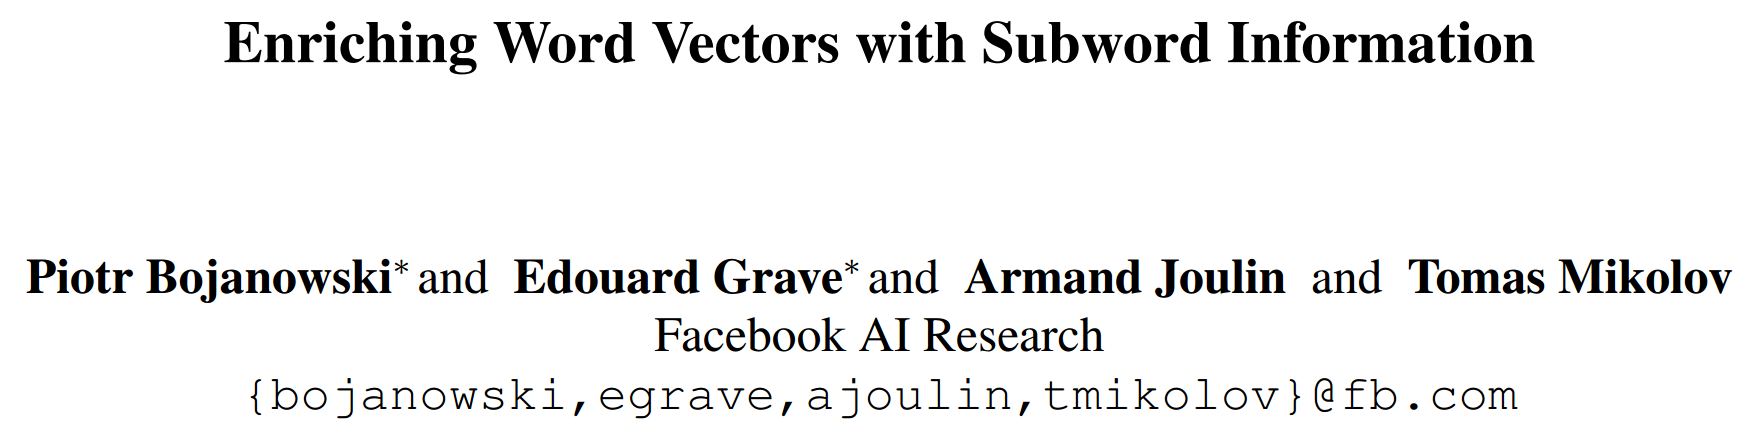 Enriching Word Vectors with Subword Information
Piotr Bojanowski* and Edouard Grave* and Armand Joulin and Tomas Mikolov
Facebook AI Research
{bojanowski,egrave,ajoulin,tmikolov}@fb.com